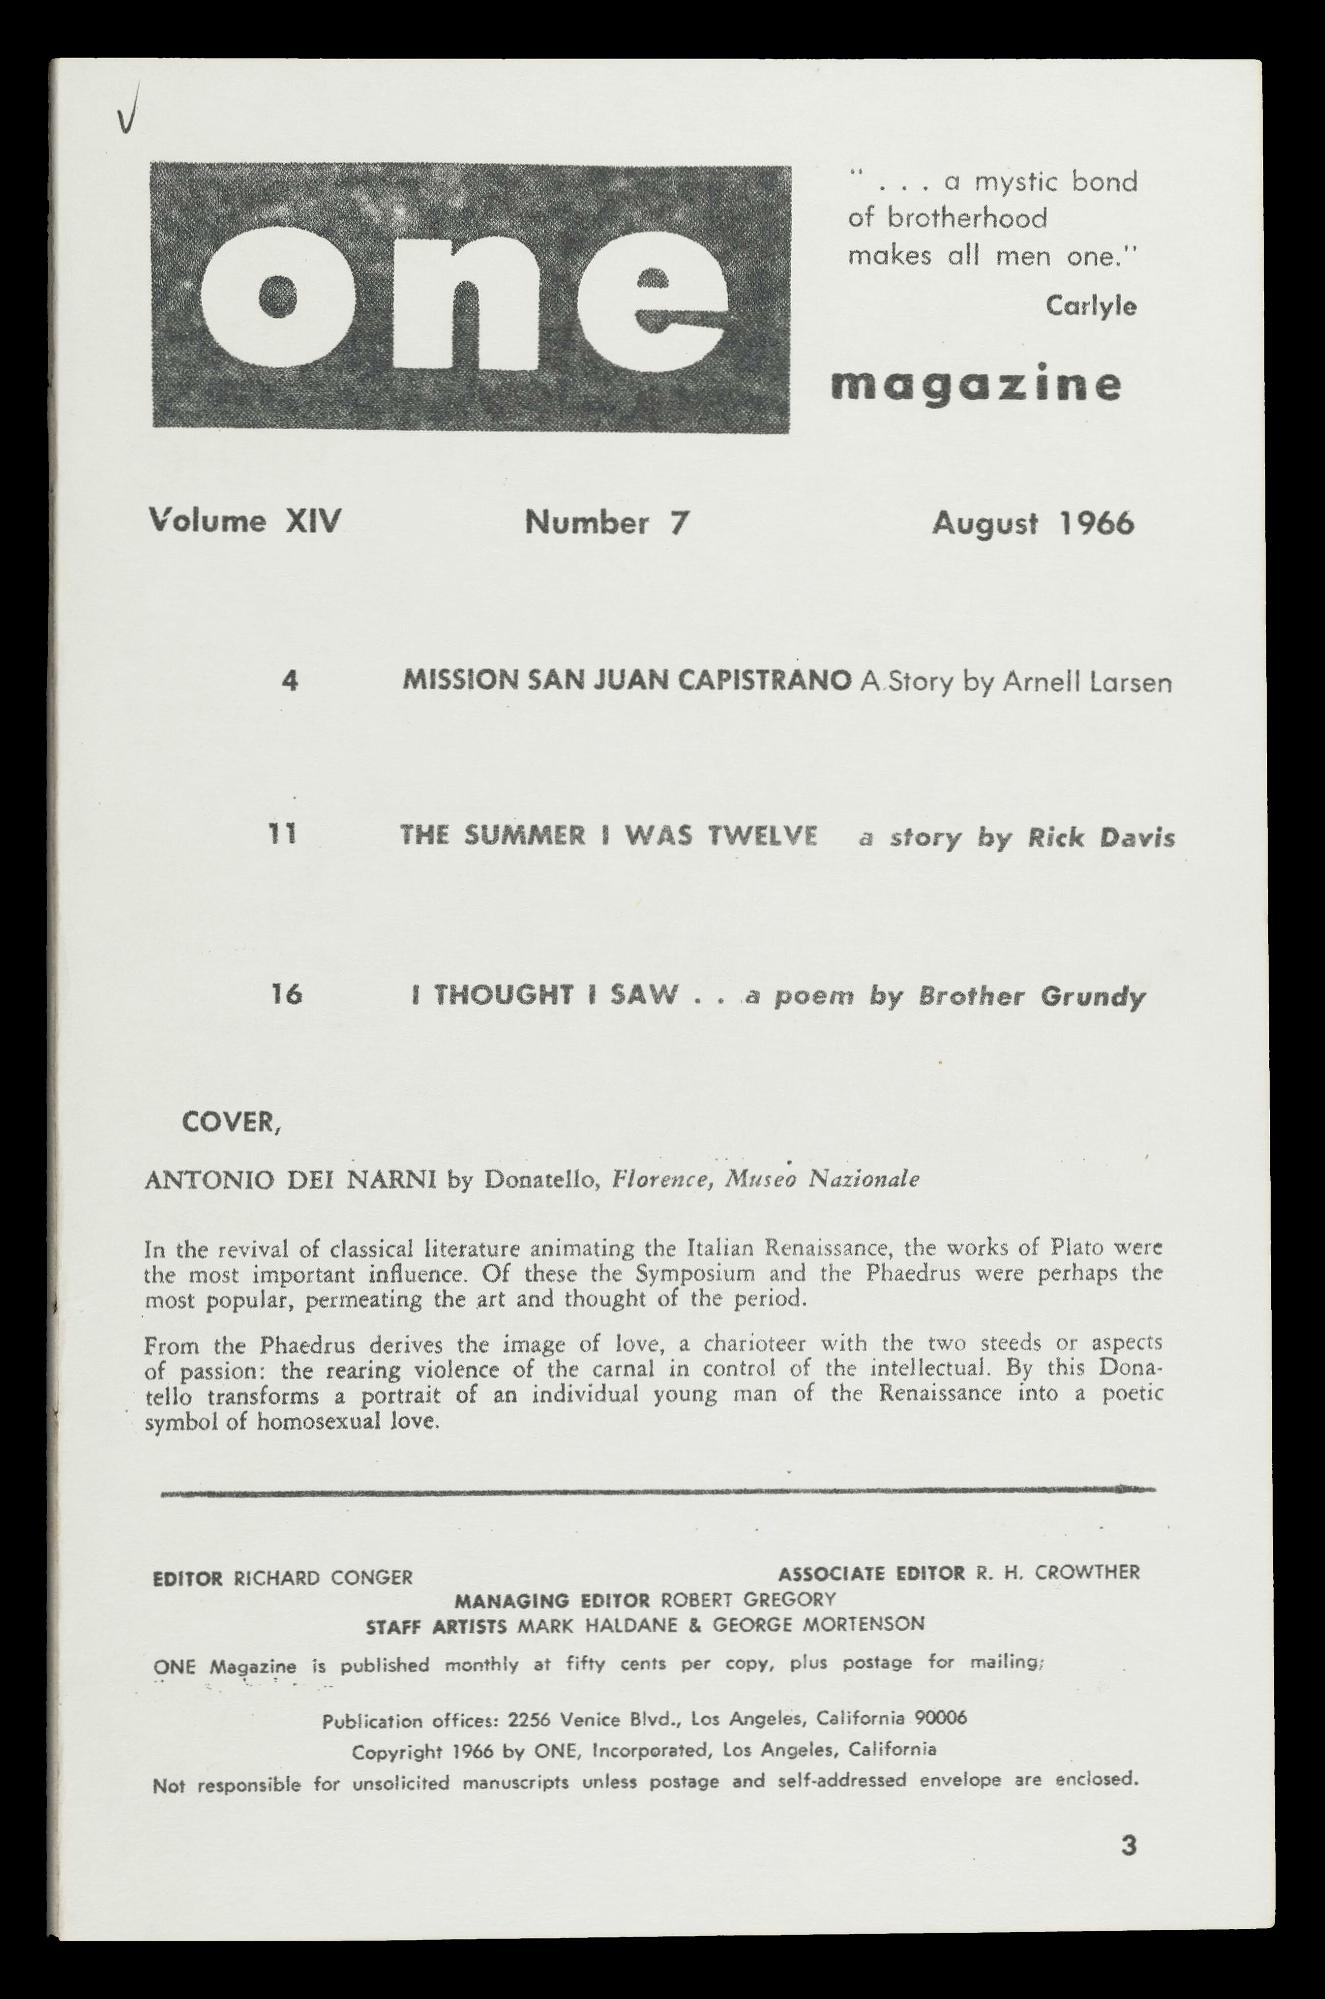 one
" . . . a mystic bond
of brotherhood
makes all men one."
Carlyle
magazine
Volume XIV Number 7 August 1966
4 MISSION SAN JUAN CAPISTRANO A Story by Arnell Larsen
11 THE SUMMER I WAS TWELVE a story by Rick Davis
16 I THOUGHT I SAW . . a poem by Brother Grundy
COVER,
ANTONIO DEI NARNI by Donatello, Florence, Museo Nazionale
In the revival of classical literature animating the Italian Renaissance, the works of Plato were
the most important influence. Of these the Symposium and the Phaedrus were perhaps the
most popular, permeating the art and thought of the period.
From the Phaedrus derives the image of love, a charioteer with the two steeds or aspects
of passion: the rearing violence of the carnal in control of the intellectual. By this Dona-
tello transforms a portrait of an individual young man of the Renaissance into a poetic
symbol of homosexual love.
EDITOR RICHARD CONGER ASSOCIATE EDITOR R. H. CROWTHER
MANAGING EDITOR ROBERT GREGORY
STAFF ARTISTS MARK HALDANE & GEORGE MORTENSON
ONE Magazine is published monthly at fifty cents per copy, plus postage for mailing;
Publication offices: 2256 Venice Blvd., Los Angeles, California 90006
Copyright 1966 by ONE, Incorporated, Los Angeles, California
Not responsible for unsolicited manuscripts unless postage and self-addressed envelope are enclosed.
3